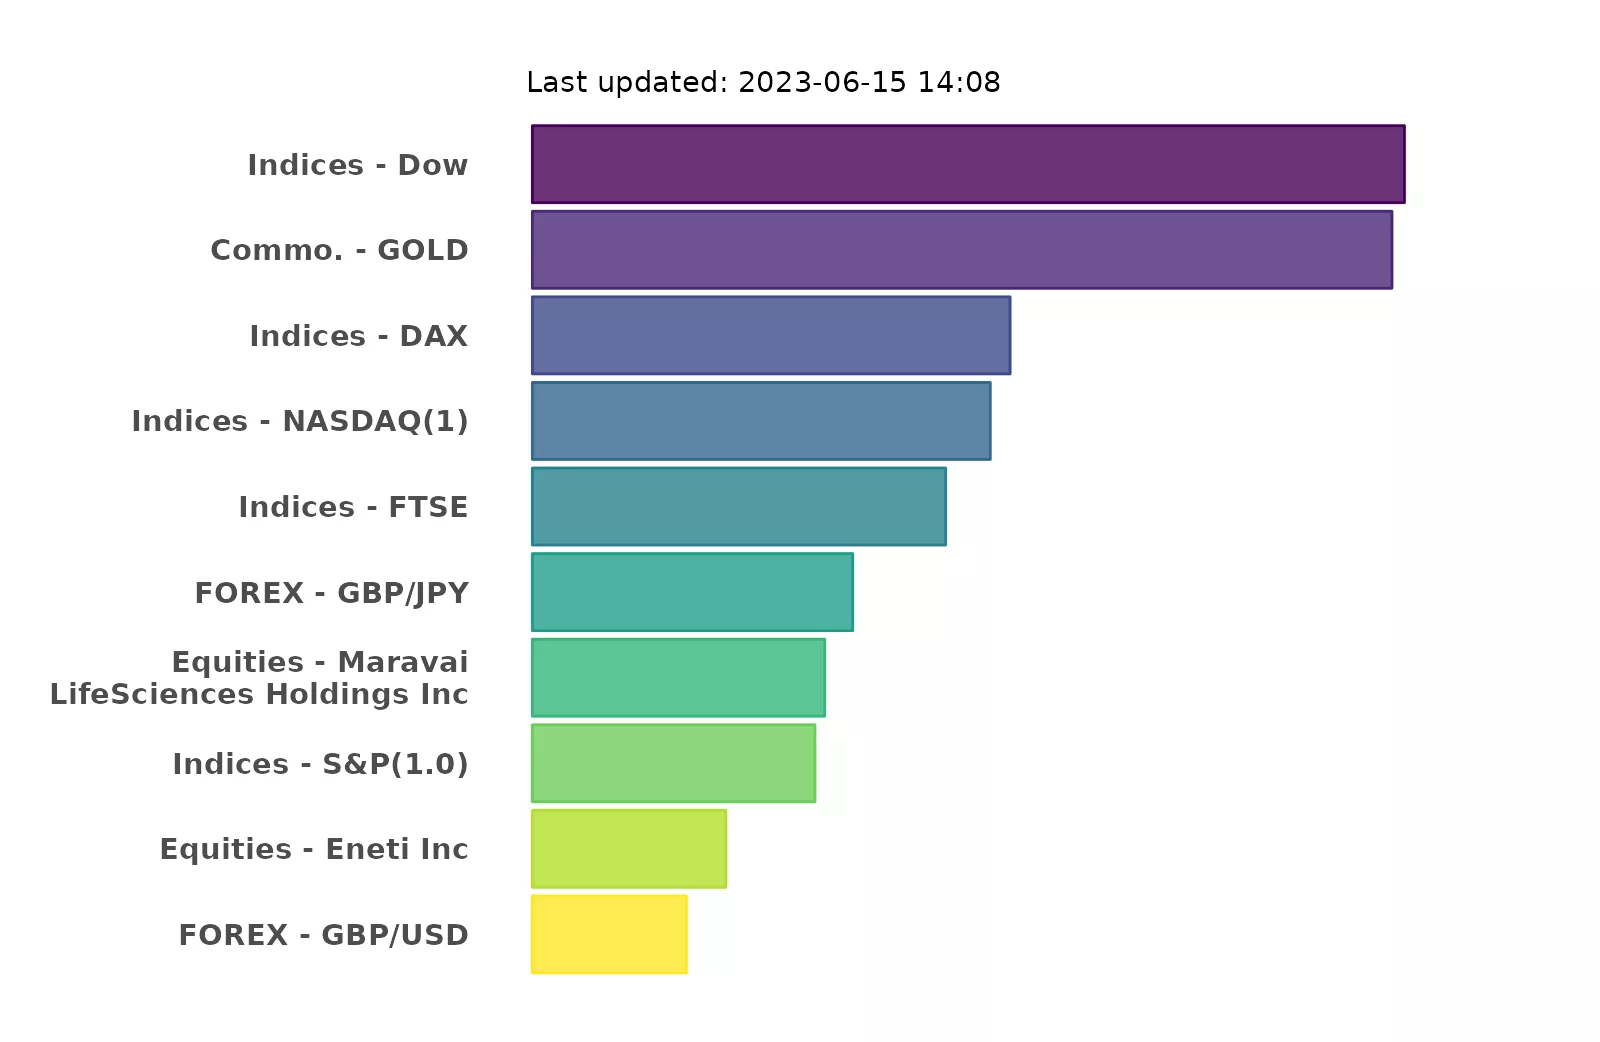 Last updated: 2023-06-15 14:08
Indices - Dow
Commo. - GOLD
Indices - DAX
Indices - NASDAQ(1)
Indices - FTSE
FOREX - GBP/JPY
Equities - Maravai
LifeSciences Holdings Inc
Indices - S&P(1.0)
Equities - Eneti Inc
FOREX - GBP/USD